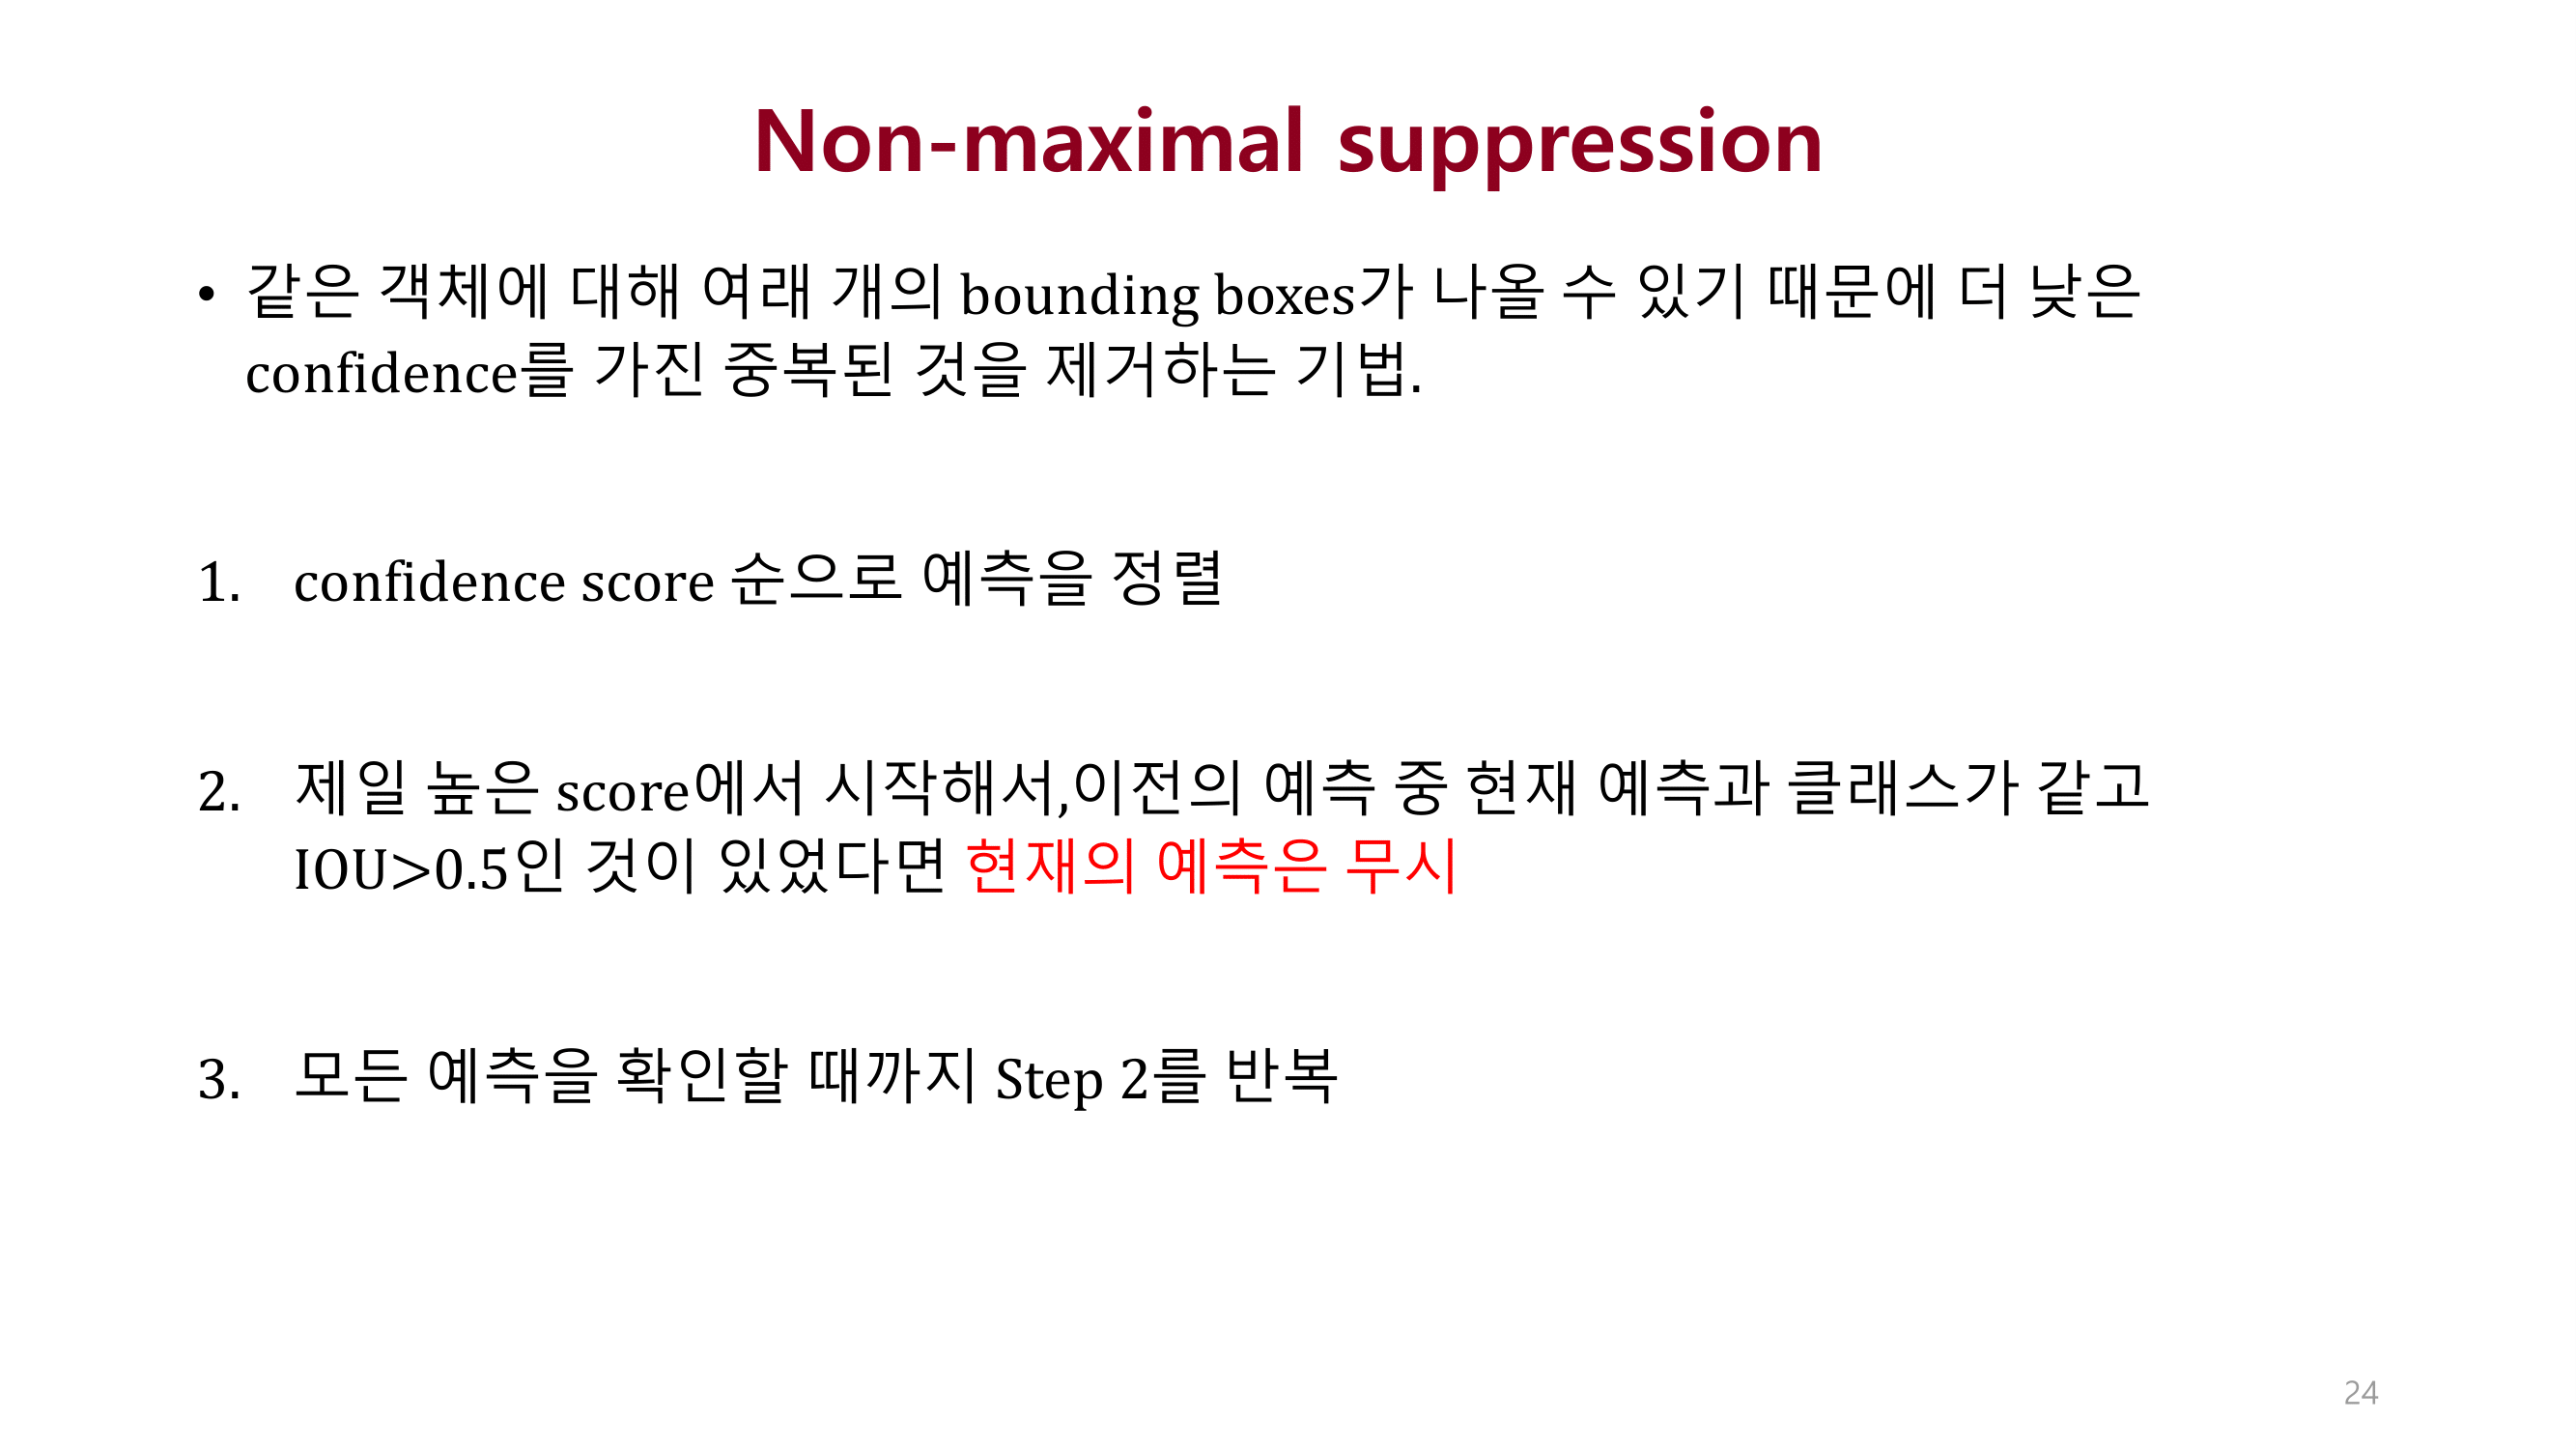 Non-maximal suppression
• 같은 객체에 대해 여래 개의 bounding boxes가 나올 수 있기 때문에 더 낮은
confidence를 가진 중복된 것을 제거하는 기법.
1. confidence score 순으로 예측을 정렬
2. 제일 높은 score에서 시작해서,이전의 예측 중 현재 예측과 클래스가 같고
IOU>0.5인 것이 있었다면 현재의 예측은 무시
3. 모든 예측을 확인할 때까지 Step 2를 반복
24